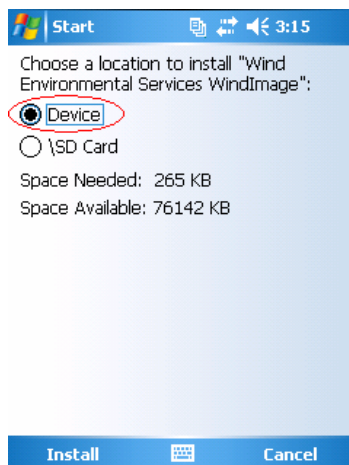 Start 3:15
Choose a location to install "Wind
Environmental Services WindImage":
Device
\SD Card
Space Needed: 265 KB
Space Available: 76142 KB
Install Cancel